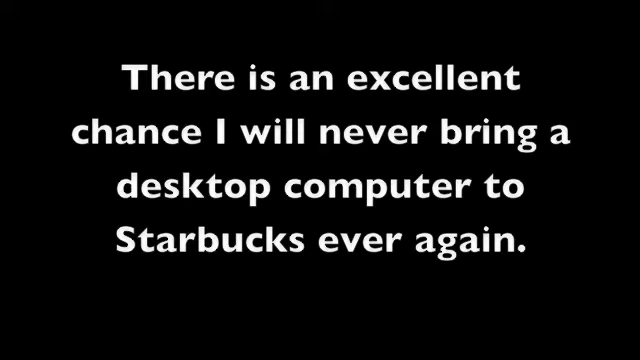 There is an excellent
chance I will never bring a
desktop computer to
Starbucks ever again.